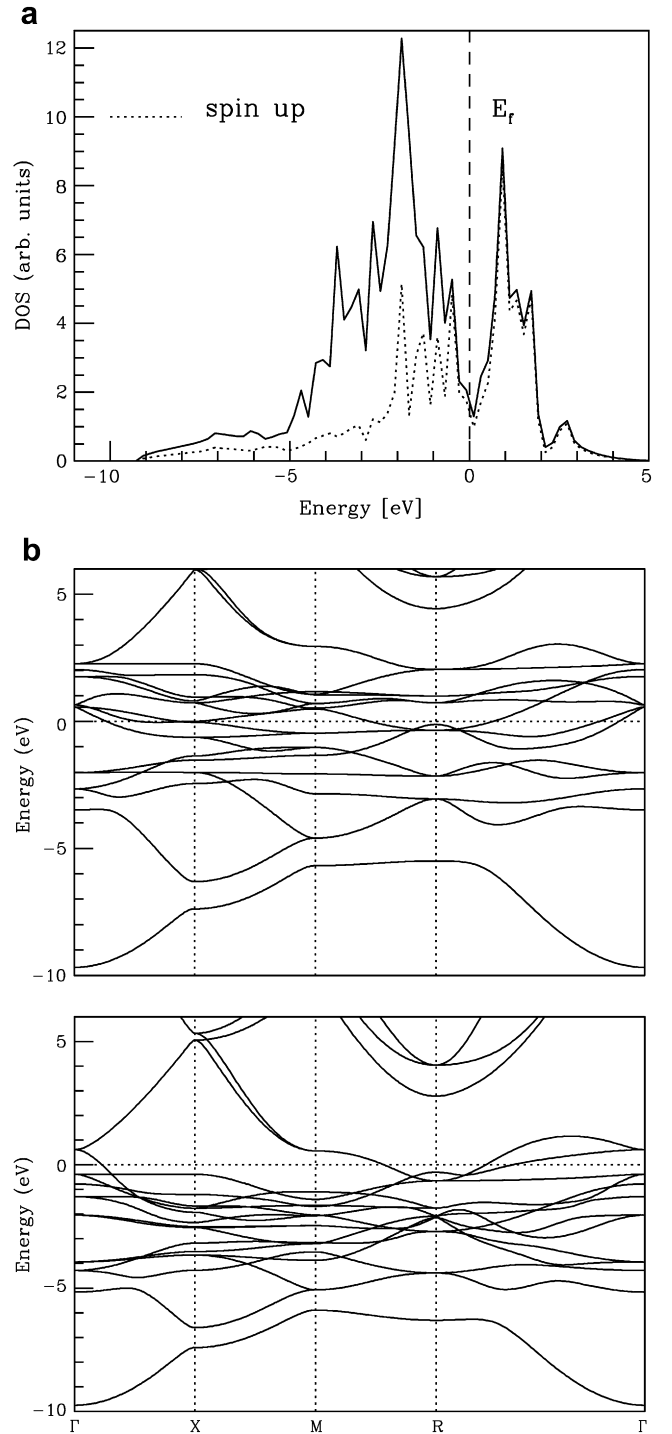 a
12
10
8
6
4
2
0
DOS (arb. units)
spin up
E_f
-10
-5
0
5
Energy [eV]
b
5
0
-5
-10
Energy (eV)
5
0
-5
-10
Energy (eV)
Γ X M R Γ